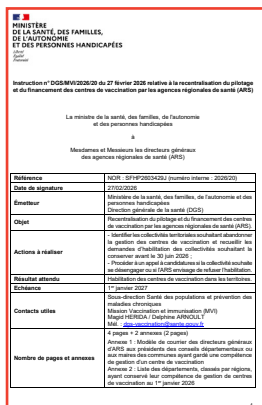 MINISTÈRE
DE LA SANTÉ, DES FAMILLES,
DE L'AUTONOMIE
ET DES PERSONNES HANDICAPÉES
Liberté
Égalité
Fraternité
Instruction n° DGS/MVI/2026/20 du 27 février 2026 relative à la recentralisation du pilotage
et du financement des centres de vaccination par les agences régionales de santé (ARS)
La ministre de la santé, des familles, de l'autonomie
et des personnes handicapées
à
Mesdames et Messieurs les directeurs généraux
des agences régionales de santé (ARS)
Référence
NOR : SFHP2603429J (numéro interne : 2026/20)
Date de signature
27/02/2026
Émetteur
Ministère de la santé, des familles, de l'autonomie et des
personnes handicapées
Direction générale de la santé (DGS)
Objet
Recentralisation du pilotage et du financement des centres
de vaccination par les agences régionales de santé (ARS).
Actions à réaliser
- Identifier les collectivités territoriales souhaitant abandonner
la gestion des centres de vaccination et recueillir les
demandes d'habilitation des collectivités souhaitant la
conserver avant le 30 juin 2026 ;
- Procéder à un appel à candidatures si la collectivité souhaite
se désengager ou si l'ARS envisage de refuser l'habilitation.
Résultat attendu
Habilitation des centres de vaccination dans les territoires.
Echéance
1er janvier 2027
Contacts utiles
Sous-direction Santé des populations et prévention des
maladies chroniques
Mission Vaccination et immunisation (MVI)
Magid HERIDA / Delphine ARNOULT
Mél. : dgs-vaccination@sante.gouv.fr
Nombre de pages et annexes
4 pages + 2 annexes (2 pages)
Annexe 1 : Modèle de courrier des directeurs généraux
d'ARS aux présidents des conseils départementaux ou
aux maires des communes ayant gardé une compétence
de gestion d'un centre de vaccination
Annexe 2 : Liste des départements, classés par régions,
ayant conservé leur compétence de gestion de centres
de vaccination au 1er janvier 2026